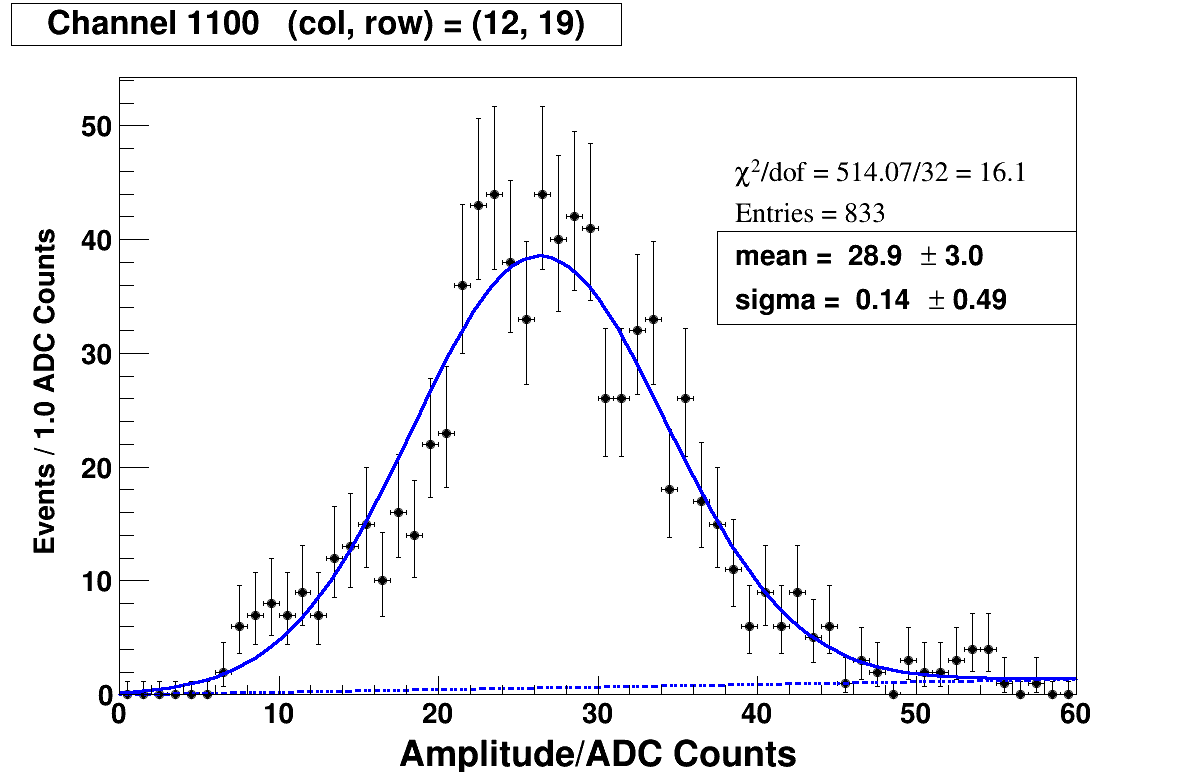 Channel 1100 (col, row) = (12, 19)
χ²/dof = 514.07/32 = 16.1
Entries = 833
mean = 28.9 ± 3.0
sigma = 0.14 ± 0.49
Events / 1.0 ADC Counts
50
40
30
20
10
0
0 10 20 30 40 50 60
Amplitude/ADC Counts